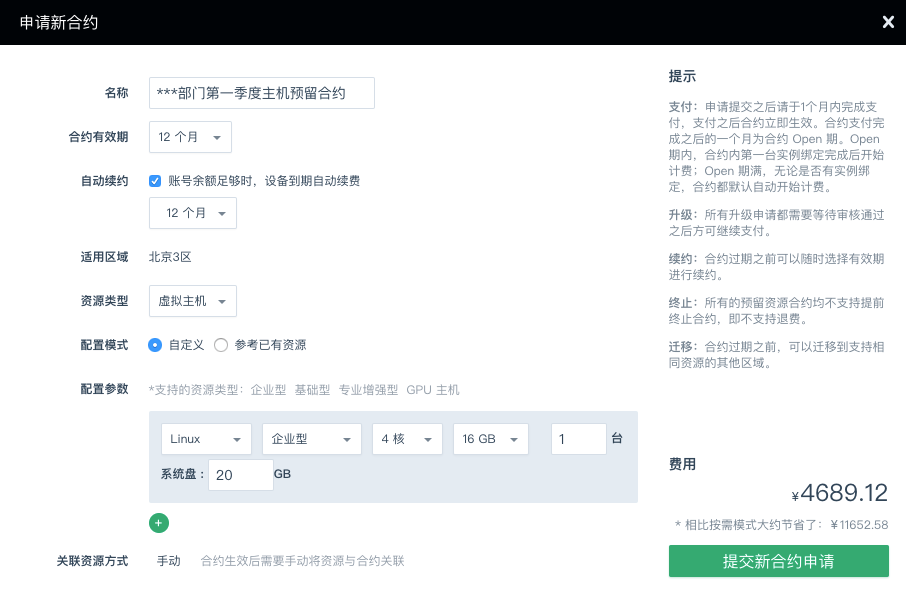 申请新合约
名称 ***部门第一季度主机预留合约
合约有效期 12 个月
自动续约 账号余额足够时，设备到期自动续费
12 个月
适用区域 北京3区
资源类型 虚拟主机
配置模式 自定义 参考已有资源
配置参数 *支持的资源类型：企业型 基础型 专业增强型 GPU 主机
Linux 企业型 4 核 16 GB 1 台
系统盘： 20 GB
关联资源方式 手动 合约生效后需要手动将资源与合约关联
提示
支付：申请提交之后请于1个月内完成支
付，支付之后合约立即生效。合约支付完
成之后的一个月为合约 Open 期。Open
期内，合约内第一台实例绑定完成后开始
计费；Open 期满，无论是否有实例绑
定，合约都默认自动开始计费。
升级：所有升级申请都需要等待审核通过
之后方可继续支付。
续约：合约过期之前可以随时选择有效期
进行续约。
终止：所有的预留资源合约均不支持提前
终止合约，即不支持退费。
迁移：合约过期之前，可以迁移到支持相
同资源的其他区域。
费用
¥4689.12
* 相比按需模式大约节省了：¥11652.58
提交新合约申请